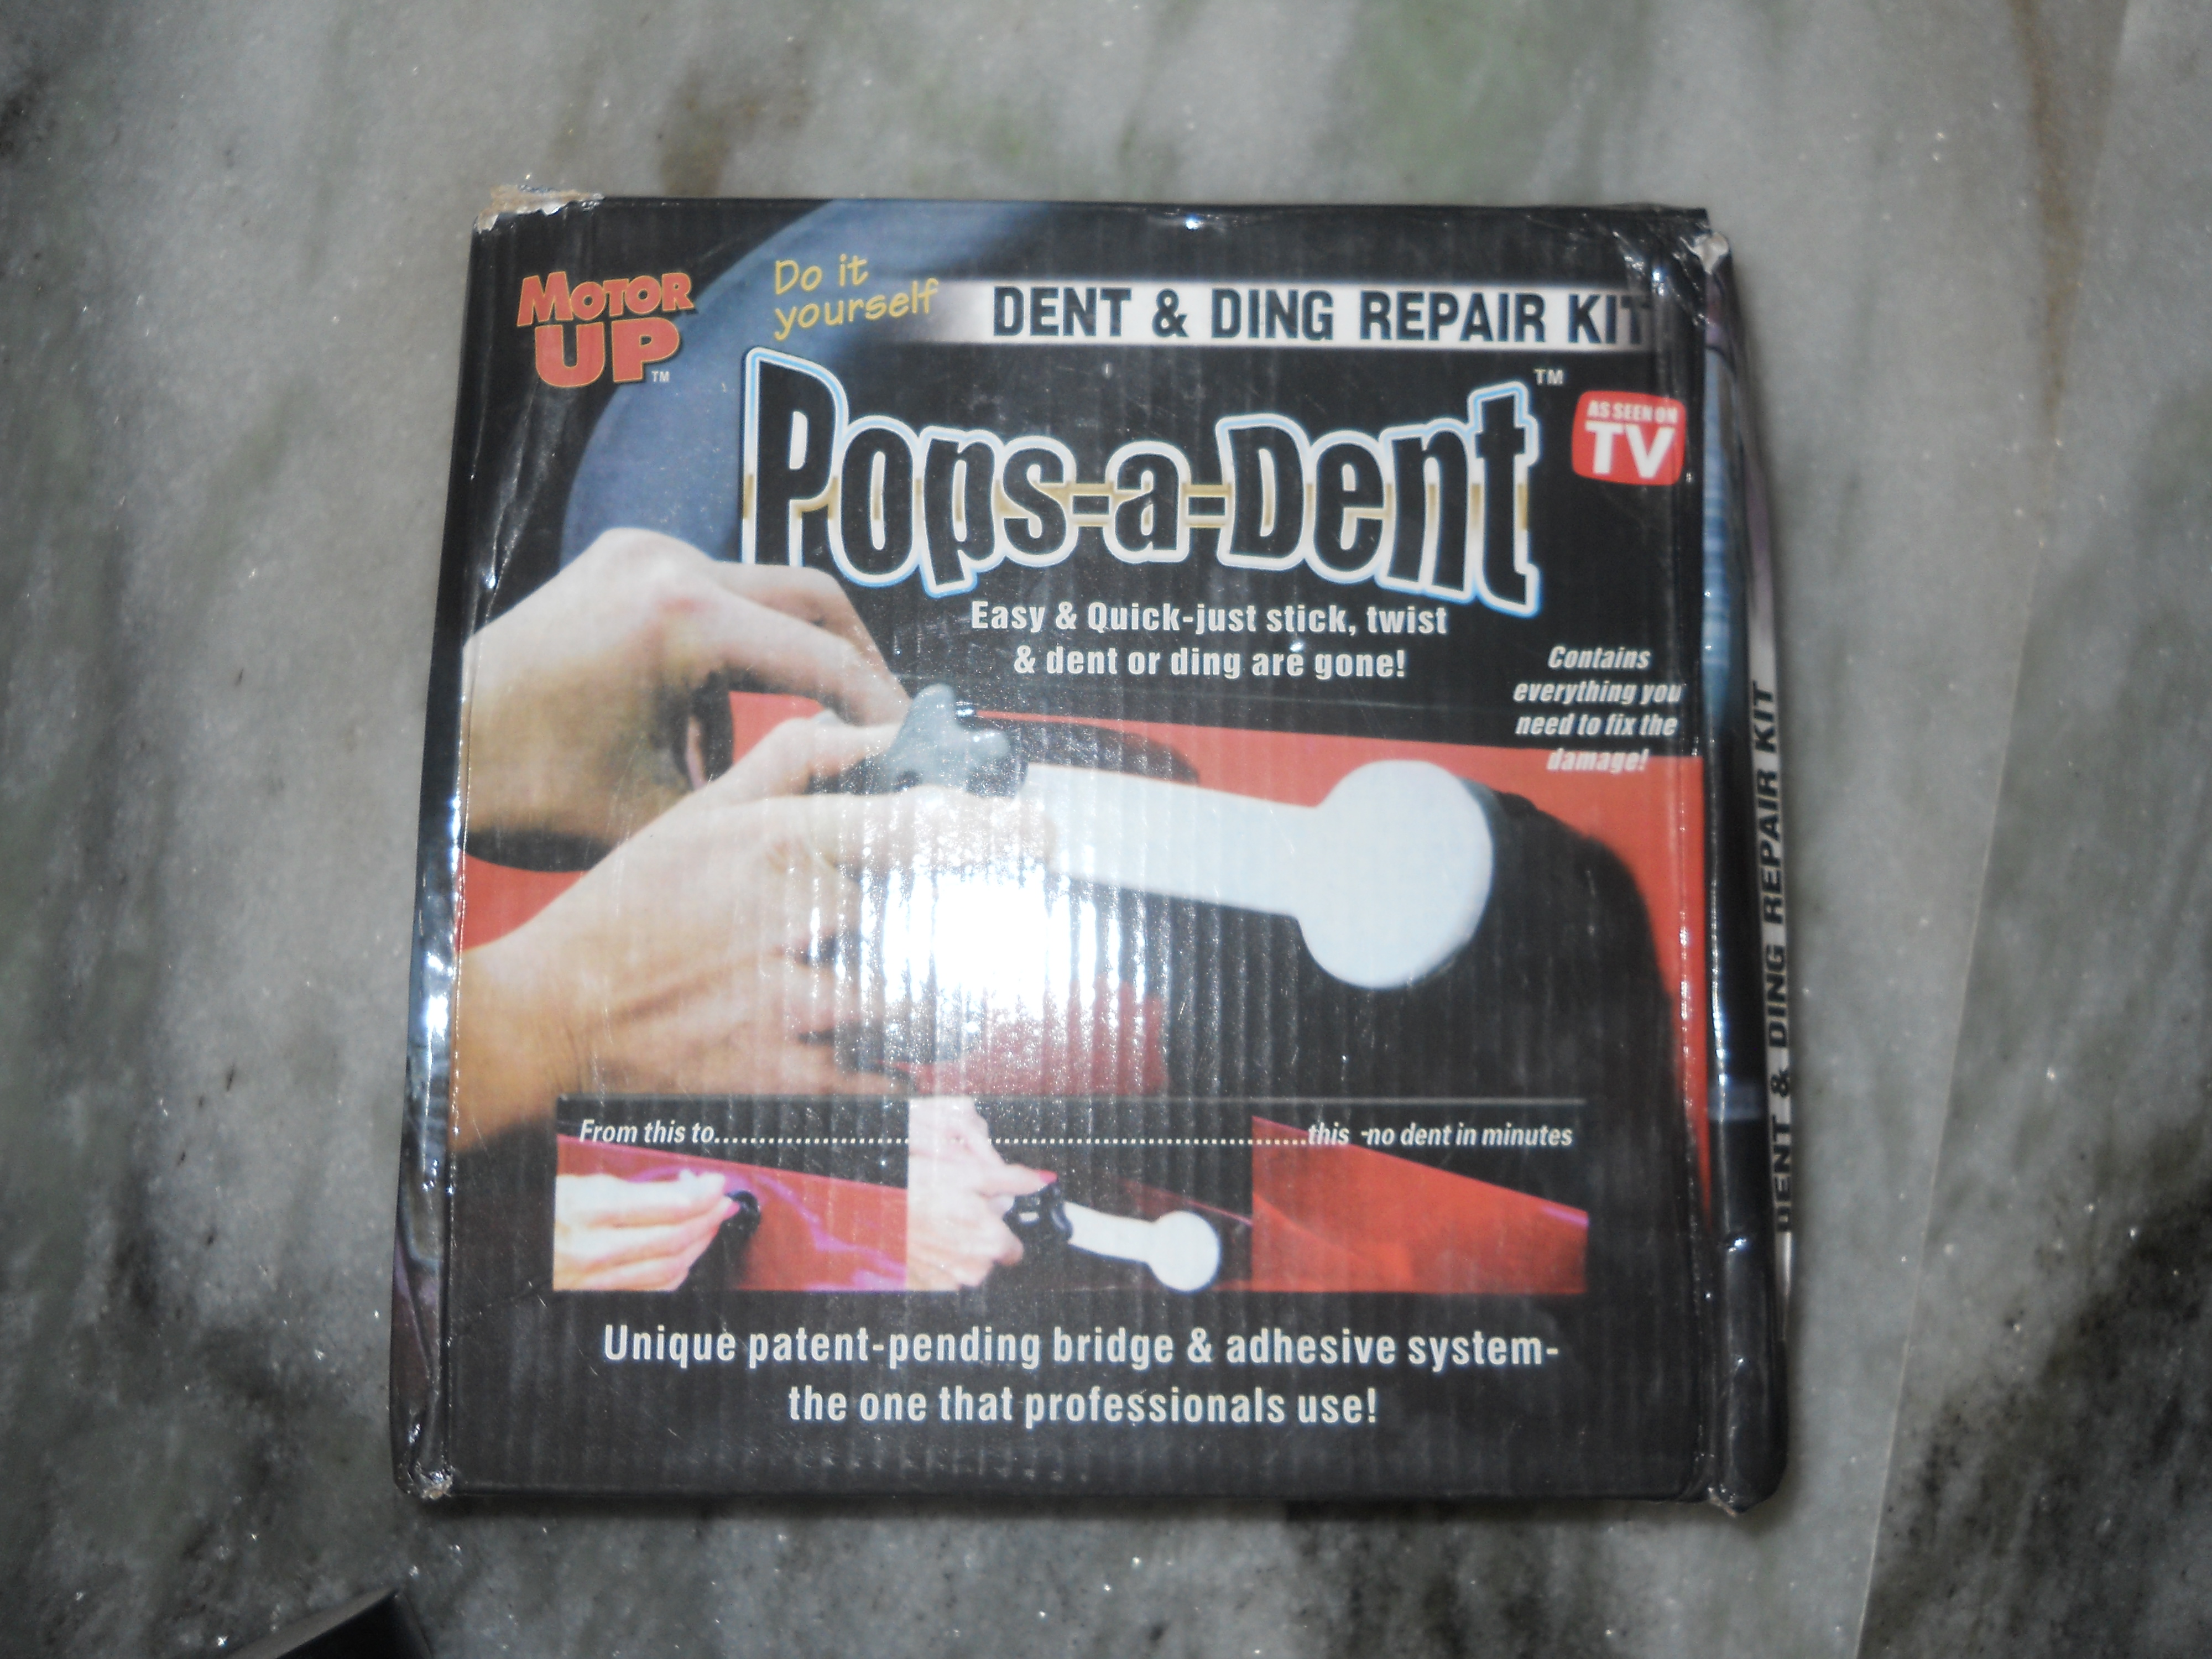 MOTOR
UP™
Do it
yourself
DENT & DING REPAIR KIT
Pops-a-Dent™
AS SEEN ON
TV
Easy & Quick-just stick, twist
& dent or ding are gone!
Contains
everything you
need to fix the
damage!
From this to..........................................................................this -no dent in minutes
Unique patent-pending bridge & adhesive system-
the one that professionals use!
DENT & DING REPAIR KIT